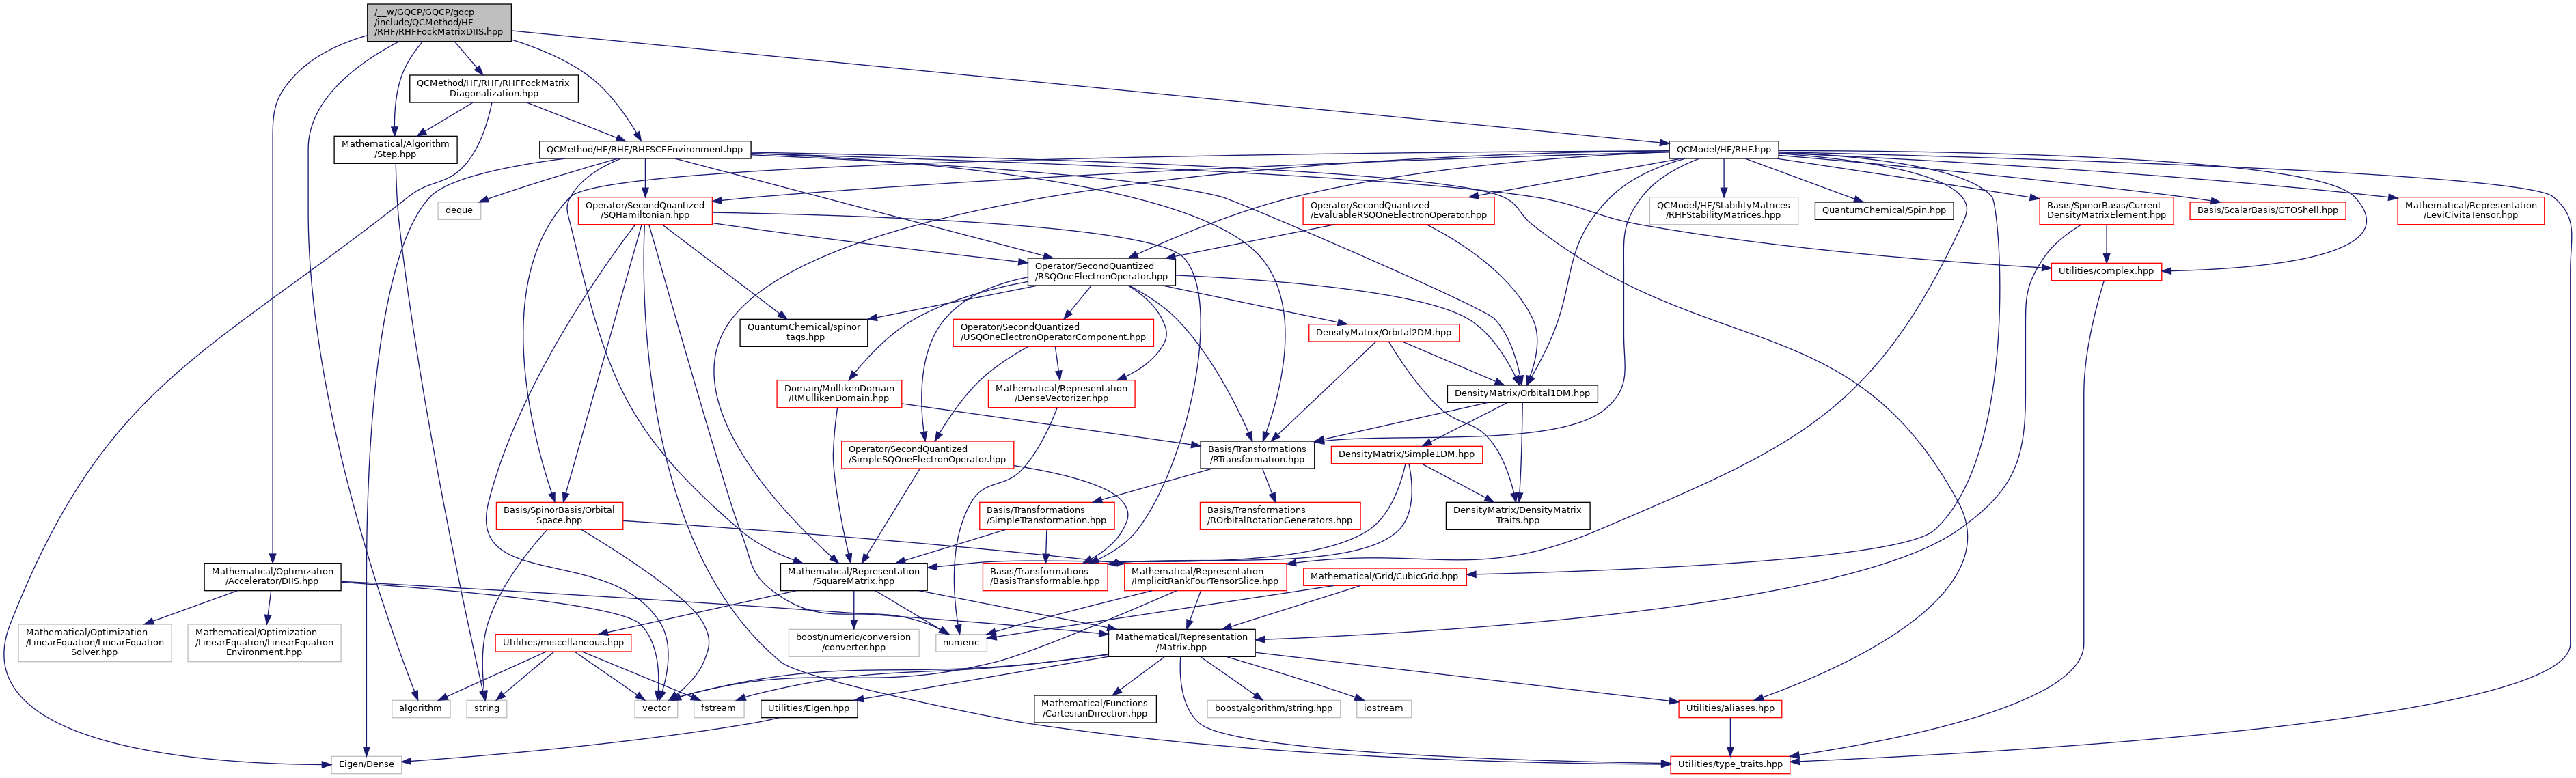 /__w/GQCP/GQCP/gqcp
/include/QCMethod/HF
/RHF/RHFFockMatrixDIIS.hpp
QCMethod/HF/RHF/RHFFockMatrix
Diagonalization.hpp
Mathematical/Algorithm
/Step.hpp
QCMethod/HF/RHF/RHFSCFEnvironment.hpp
QCModel/HF/RHF.hpp
deque
Operator/SecondQuantized
/SQHamiltonian.hpp
Operator/SecondQuantized
/EvaluableRSQOneElectronOperator.hpp
QCModel/HF/StabilityMatrices
/RHFStabilityMatrices.hpp
QuantumChemical/Spin.hpp
Basis/SpinorBasis/Current
DensityMatrixElement.hpp
Basis/ScalarBasis/GTOShell.hpp
Mathematical/Representation
/LeviCivitaTensor.hpp
Operator/SecondQuantized
/RSQOneElectronOperator.hpp
Utilities/complex.hpp
QuantumChemical/spinor
_tags.hpp
Operator/SecondQuantized
/USQOneElectronOperatorComponent.hpp
DensityMatrix/Orbital2DM.hpp
Domain/MullikenDomain
/RMullikenDomain.hpp
Mathematical/Representation
/DenseVectorizer.hpp
DensityMatrix/Orbital1DM.hpp
Operator/SecondQuantized
/SimpleSQOneElectronOperator.hpp
Basis/Transformations
/RTransformation.hpp
DensityMatrix/Simple1DM.hpp
Basis/SpinorBasis/Orbital
Space.hpp
Basis/Transformations
/SimpleTransformation.hpp
Basis/Transformations
/ROrbitalRotationGenerators.hpp
DensityMatrix/DensityMatrix
Traits.hpp
Mathematical/Optimization
/Accelerator/DIIS.hpp
Mathematical/Representation
/SquareMatrix.hpp
Basis/Transformations
/BasisTransformable.hpp
Mathematical/Representation
/ImplicitRankFourTensorSlice.hpp
Mathematical/Grid/CubicGrid.hpp
Mathematical/Optimization
/LinearEquation/LinearEquation
Solver.hpp
Mathematical/Optimization
/LinearEquation/LinearEquation
Environment.hpp
Utilities/miscellaneous.hpp
boost/numeric/conversion
/converter.hpp
numeric
Mathematical/Representation
/Matrix.hpp
algorithm
string
vector
fstream
Utilities/Eigen.hpp
Mathematical/Functions
/CartesianDirection.hpp
boost/algorithm/string.hpp
iostream
Utilities/aliases.hpp
Eigen/Dense
Utilities/type_traits.hpp